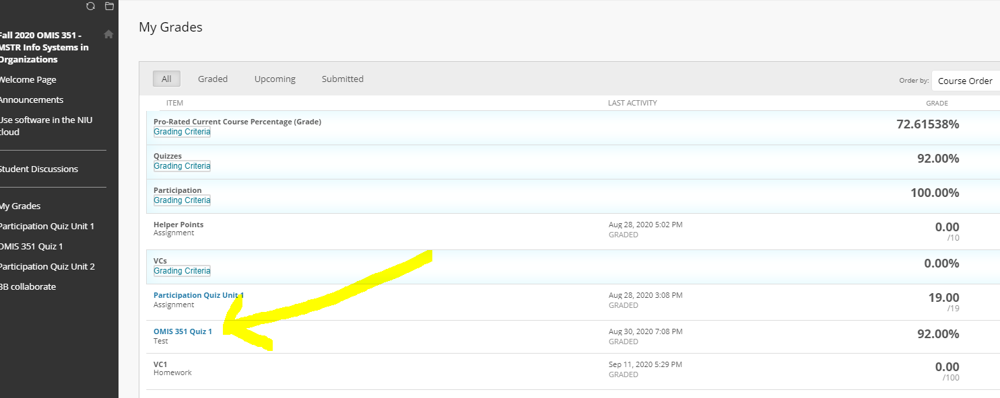 Fall 2020 OMIS 351 -
MSTR Info Systems in
Organizations
Welcome Page
Announcements
Use software in the NIU
cloud
Student Discussions
My Grades
Participation Quiz Unit 1
OMIS 351 Quiz 1
Participation Quiz Unit 2
BB collaborate
My Grades
All Graded Upcoming Submitted
Order by: Course Order
ITEM LAST ACTIVITY GRADE
Pro-Rated Current Course Percentage (Grade) 72.61538%
Grading Criteria
Quizzes 92.00%
Grading Criteria
Participation 100.00%
Grading Criteria
Helper Points Aug 28, 2020 5:02 PM 0.00
Assignment GRADED /10
VCs 0.00%
Grading Criteria
Participation Quiz Unit 1 Aug 28, 2020 3:08 PM 19.00
Assignment GRADED /19
OMIS 351 Quiz 1 Aug 30, 2020 7:08 PM 92.00%
Test GRADED
VC1 Sep 11, 2020 5:29 PM 0.00
Homework GRADED /100